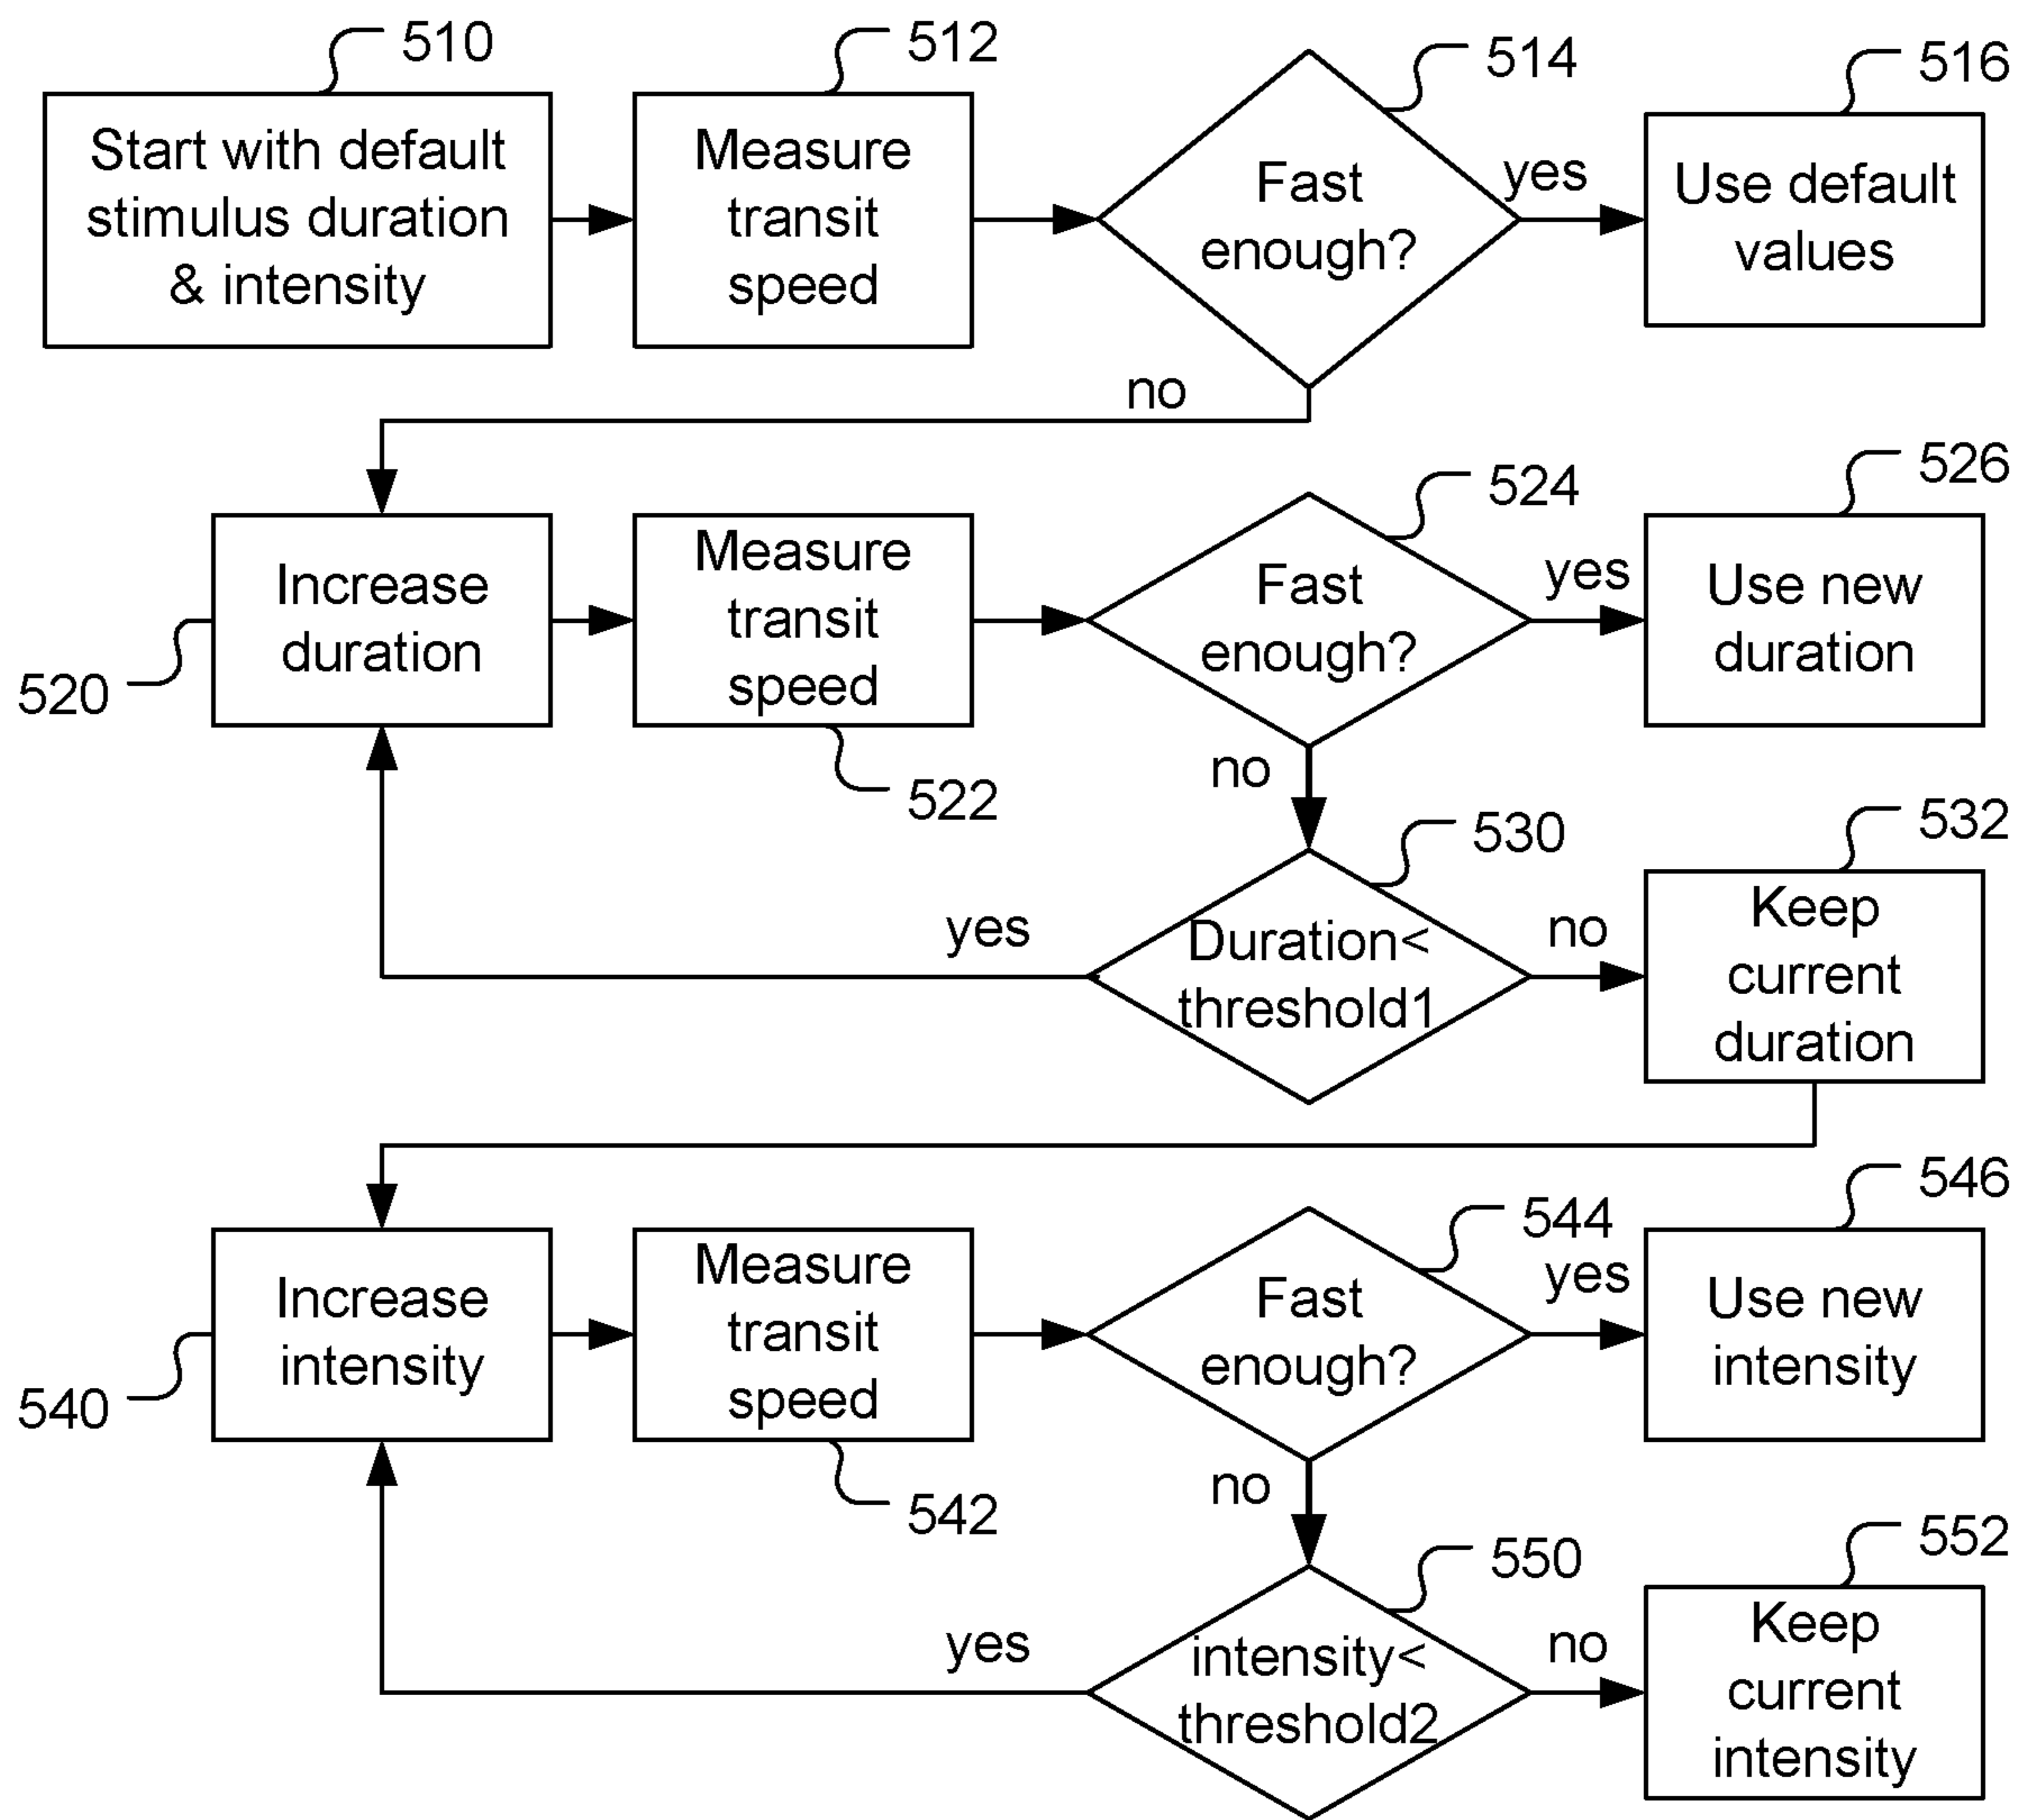 510
512
514
516
Start with default
stimulus duration
& intensity
Measure
transit
speed
Fast
enough?
yes
Use default
values
no
524
526
Increase
duration
520
Measure
transit
speed
522
Fast
enough?
yes
Use new
duration
no
530
532
yes
Duration<
threshold1
no
Keep
current
duration
544
546
Increase
intensity
540
Measure
transit
speed
542
Fast
enough?
yes
Use new
intensity
no
550
552
yes
intensity<
threshold2
no
Keep
current
intensity